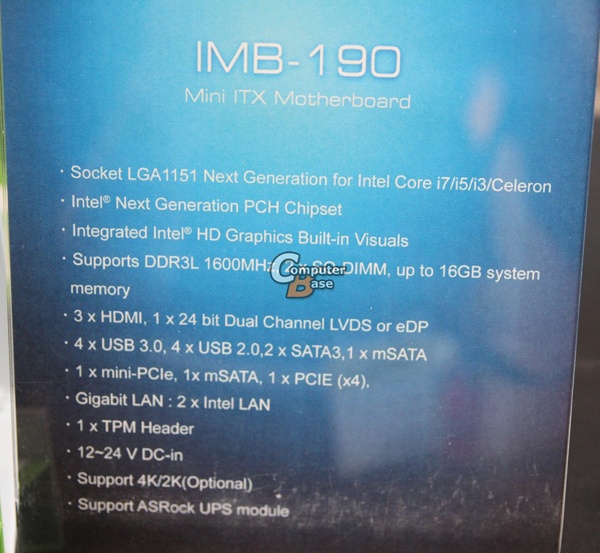 IMB-190
Mini ITX Motherboard
· Socket LGA1151 Next Generation for Intel Core i7/i5/i3/Celeron
· Intel® Next Generation PCH Chipset
· Integrated Intel® HD Graphics Built-in Visuals
· Supports DDR3L 1600MHz, 2 x SO-DIMM, up to 16GB system
memory
Computer
Base
· 3 x HDMI, 1 x 24 bit Dual Channel LVDS or eDP
· 4 x USB 3.0, 4 x USB 2.0,2 x SATA3,1 x mSATA
· 1 x mini-PCIe, 1x mSATA, 1 x PCIE (x4),
· Gigabit LAN : 2 x Intel LAN
· 1 x TPM Header
· 12~24 V DC-in
· Support 4K/2K(Optional)
· Support ASRock UPS module